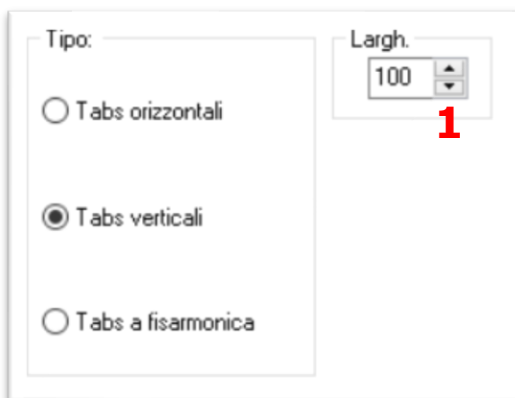 Tipo:
Largh.
100
1
Tabs orizzontali
Tabs verticali
Tabs a fisarmonica